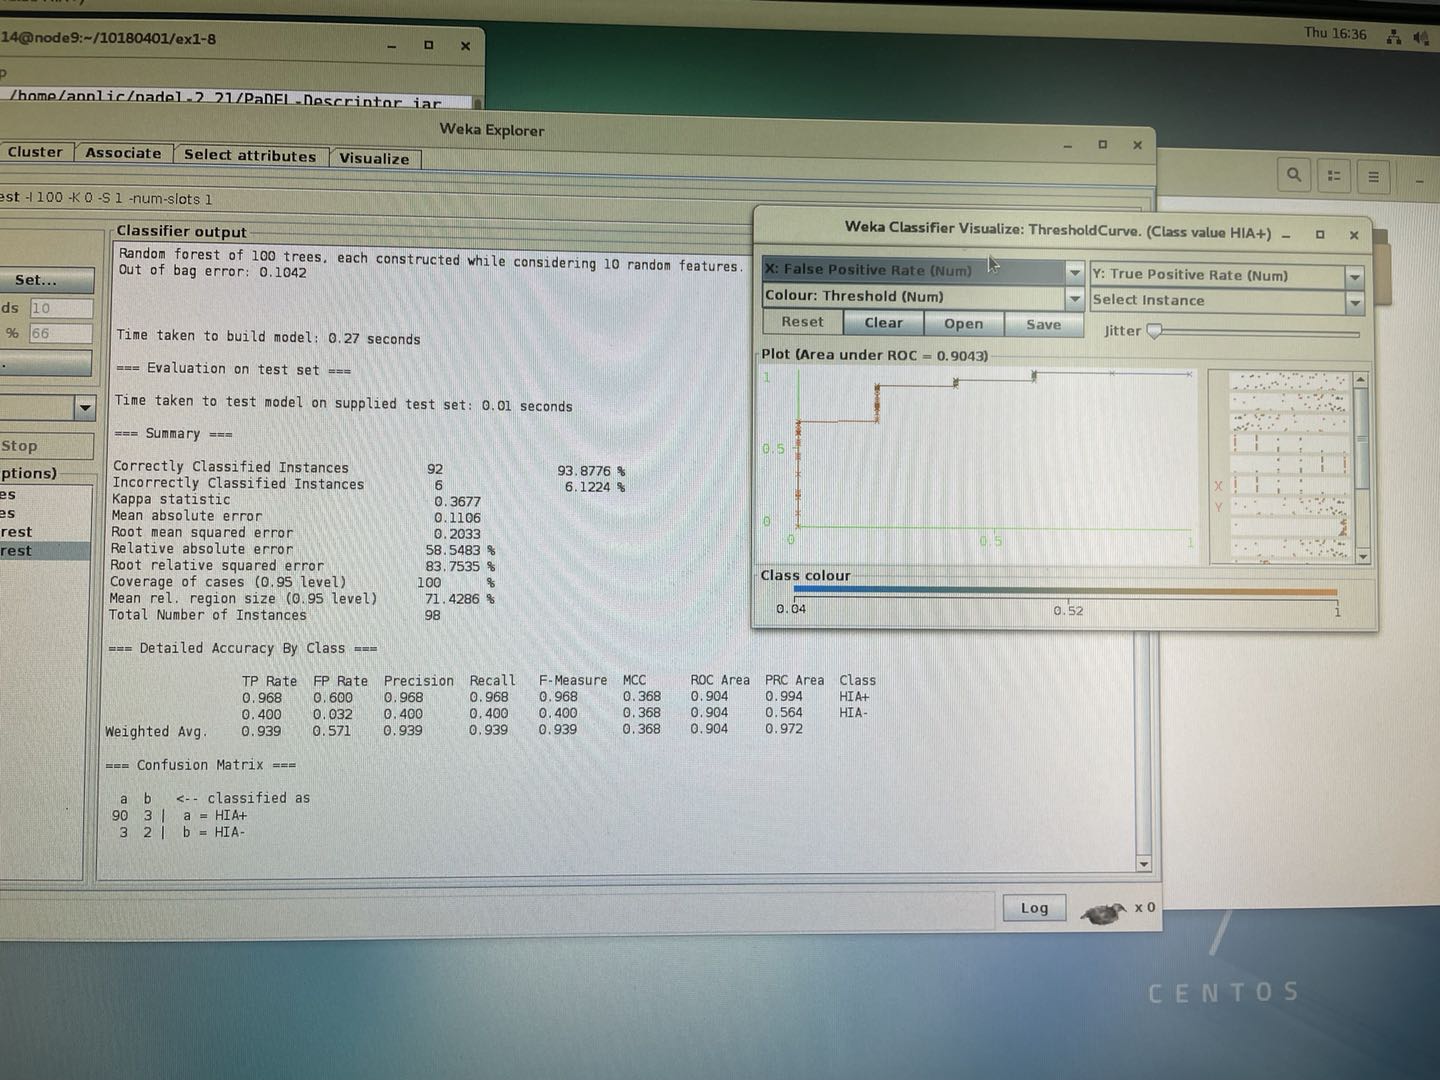 Thu 16:36
14@node9:~/10180401/ex1-8
/home/applic/padel-2.21/PaDEL-Descriptor.jar
Weka Explorer
Cluster Associate Select attributes Visualize
est -I 100 -K 0 -S 1 -num-slots 1
Set...
ds 10
% 66
Stop
ptions)
es
es
rest
rest
Classifier output
Random forest of 100 trees, each constructed while considering 10 random features.
Out of bag error: 0.1042
Time taken to build model: 0.27 seconds
=== Evaluation on test set ===
Time taken to test model on supplied test set: 0.01 seconds
=== Summary ===
Correctly Classified Instances 92 93.8776 %
Incorrectly Classified Instances 6 6.1224 %
Kappa statistic 0.3677
Mean absolute error 0.1106
Root mean squared error 0.2033
Relative absolute error 58.5483 %
Root relative squared error 83.7535 %
Coverage of cases (0.95 level) 100 %
Mean rel. region size (0.95 level) 71.4286 %
Total Number of Instances 98
=== Detailed Accuracy By Class ===
TP Rate FP Rate Precision Recall F-Measure MCC ROC Area PRC Area Class
0.968 0.600 0.968 0.968 0.968 0.368 0.904 0.994 HIA+
0.400 0.032 0.400 0.400 0.400 0.368 0.904 0.564 HIA-
Weighted Avg. 0.939 0.571 0.939 0.939 0.939 0.368 0.904 0.972
=== Confusion Matrix ===
a b <-- classified as
90 3 | a = HIA+
3 2 | b = HIA-
Weka Classifier Visualize: ThresholdCurve. (Class value HIA+)
X: False Positive Rate (Num) Y: True Positive Rate (Num)
Colour: Threshold (Num) Select Instance
Reset Clear Open Save Jitter
Plot (Area under ROC = 0.9043)
1
0.5
0
0 0.5 1
X
Y
Class colour
0.04 0.52 1
Log x 0
CENTOS